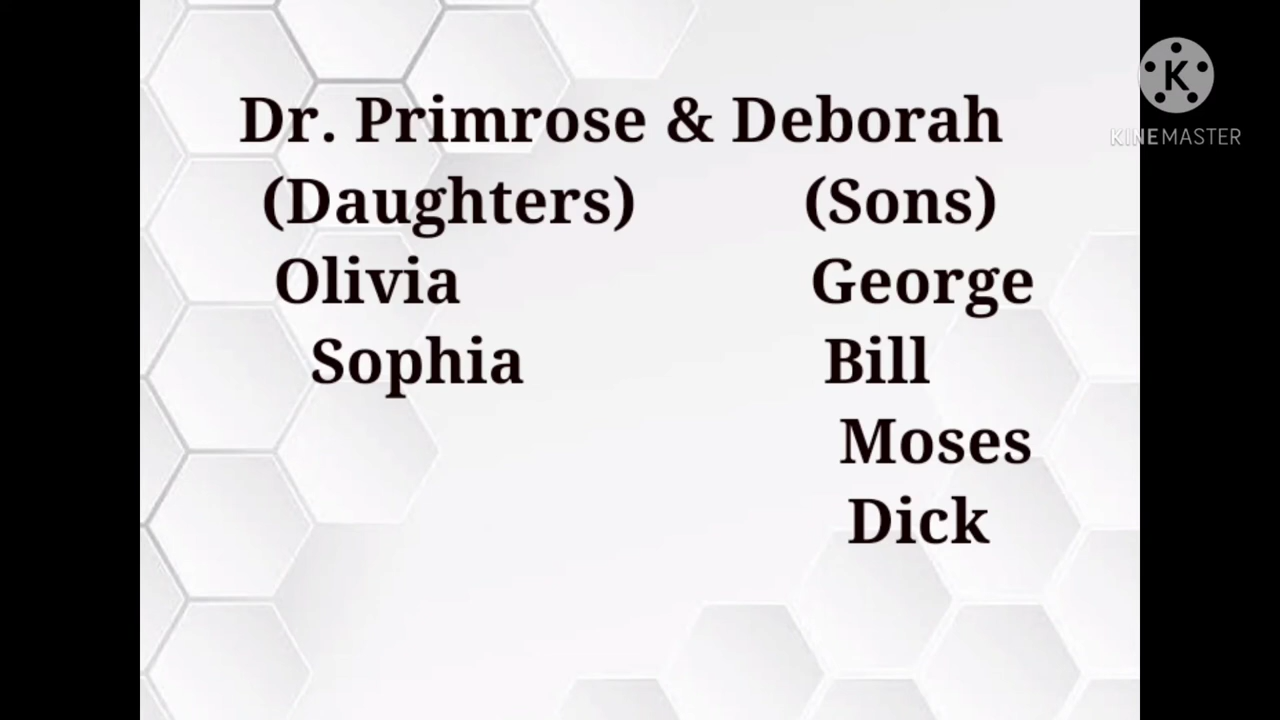 Dr. Primrose & Deborah
(Daughters) (Sons)
Olivia George
Sophia Bill
Moses
Dick
K
KINEMASTER